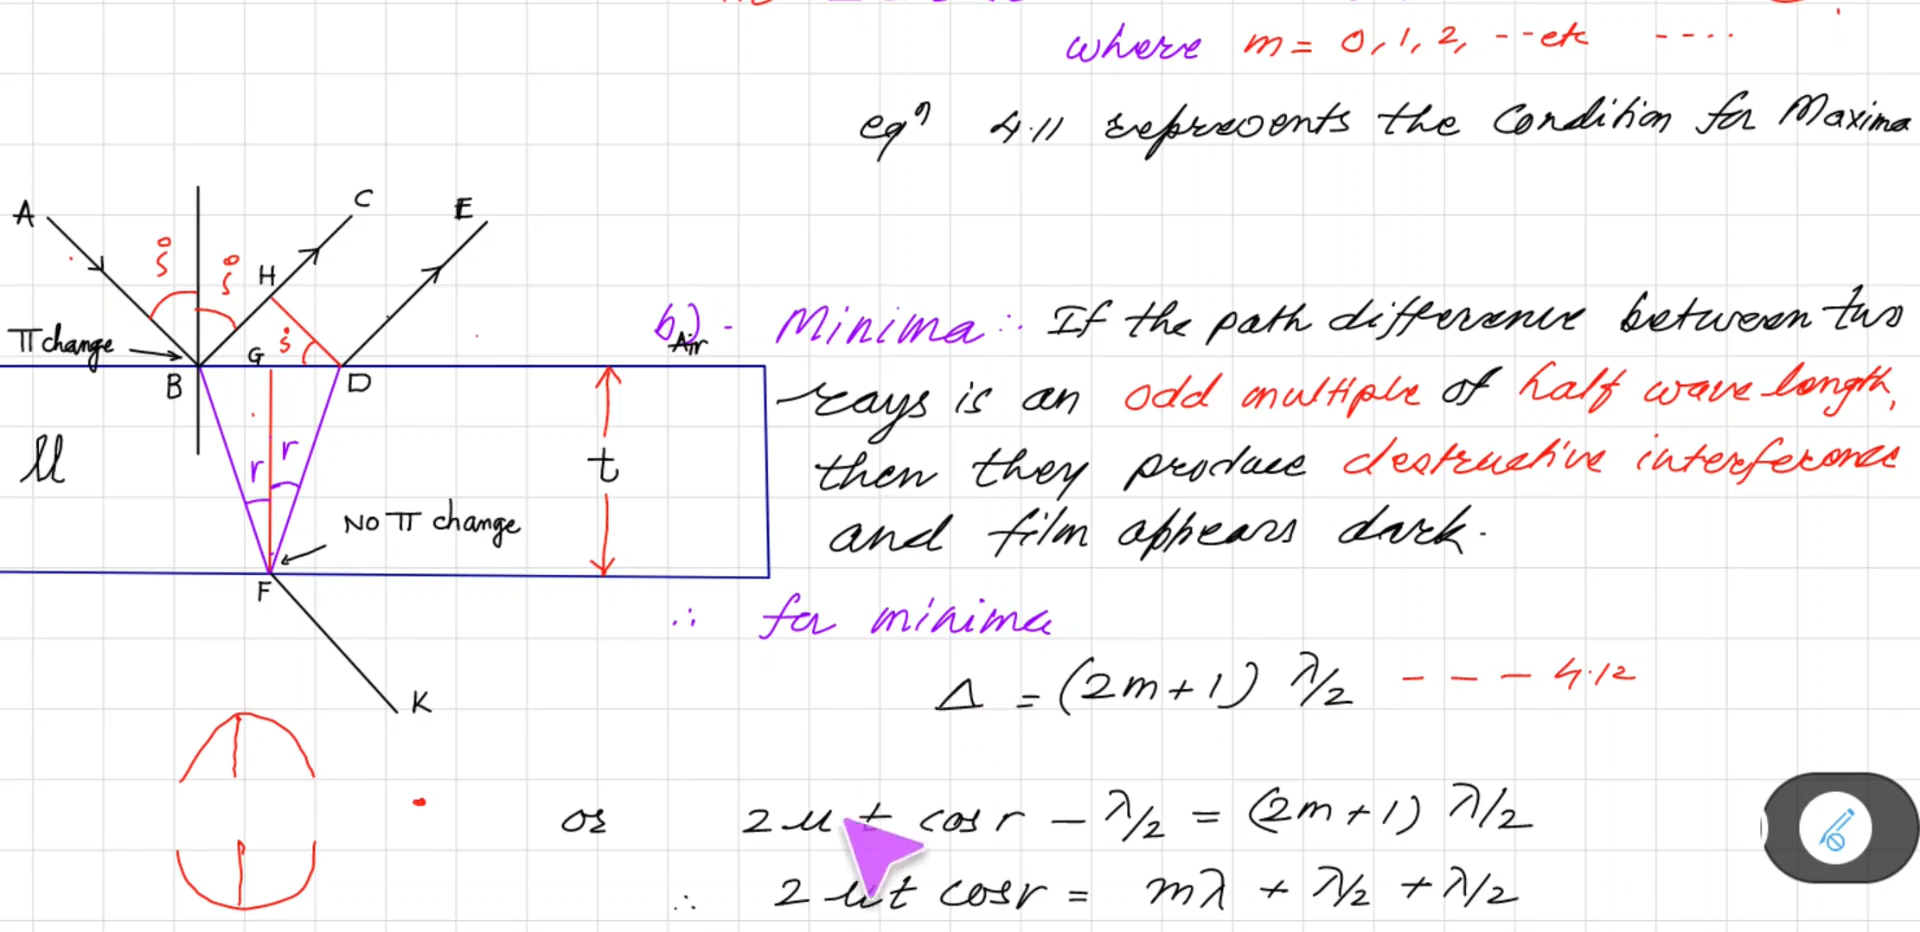 where m = 0, 1, 2, --etc ----
eqⁿ 4.11 represents the Condition for Maxima
A
C
E
i
i
H
π change
G
i
B
D
Air
μ
r
r
t
NO π change
F
K
b) - Minima :. If the path difference between two
rays is an odd multiple of half wave length,
then they produce destructive interference
and film appears dark.
∴ for minima
Δ = (2m+1) λ/2 --- 4.12
or 2μt cos r - λ/2 = (2m+1) λ/2
∴ 2μt cos r = mλ + λ/2 + λ/2